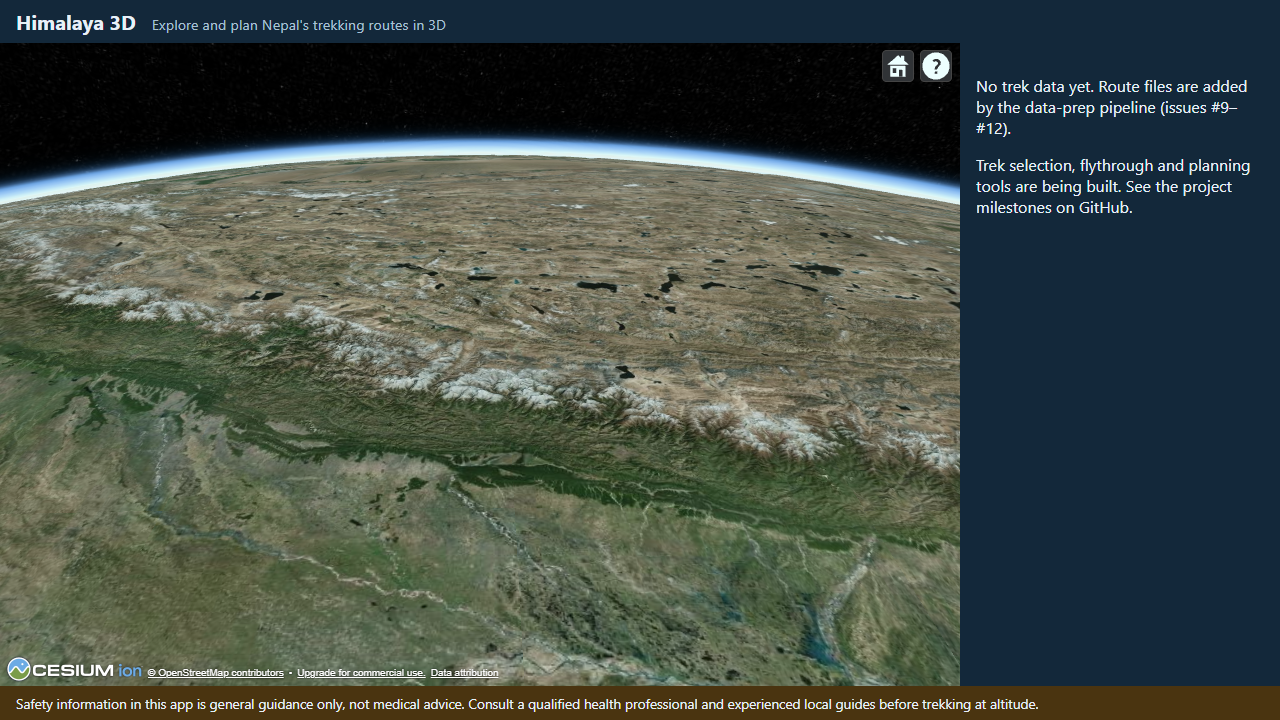 Himalaya 3D Explore and plan Nepal's trekking routes in 3D
?
No trek data yet. Route files are added
by the data-prep pipeline (issues #9–
#12).
Trek selection, flythrough and planning
tools are being built. See the project
milestones on GitHub.
CESIUM ion © OpenStreetMap contributors • Upgrade for commercial use. Data attribution
Safety information in this app is general guidance only, not medical advice. Consult a qualified health professional and experienced local guides before trekking at altitude.